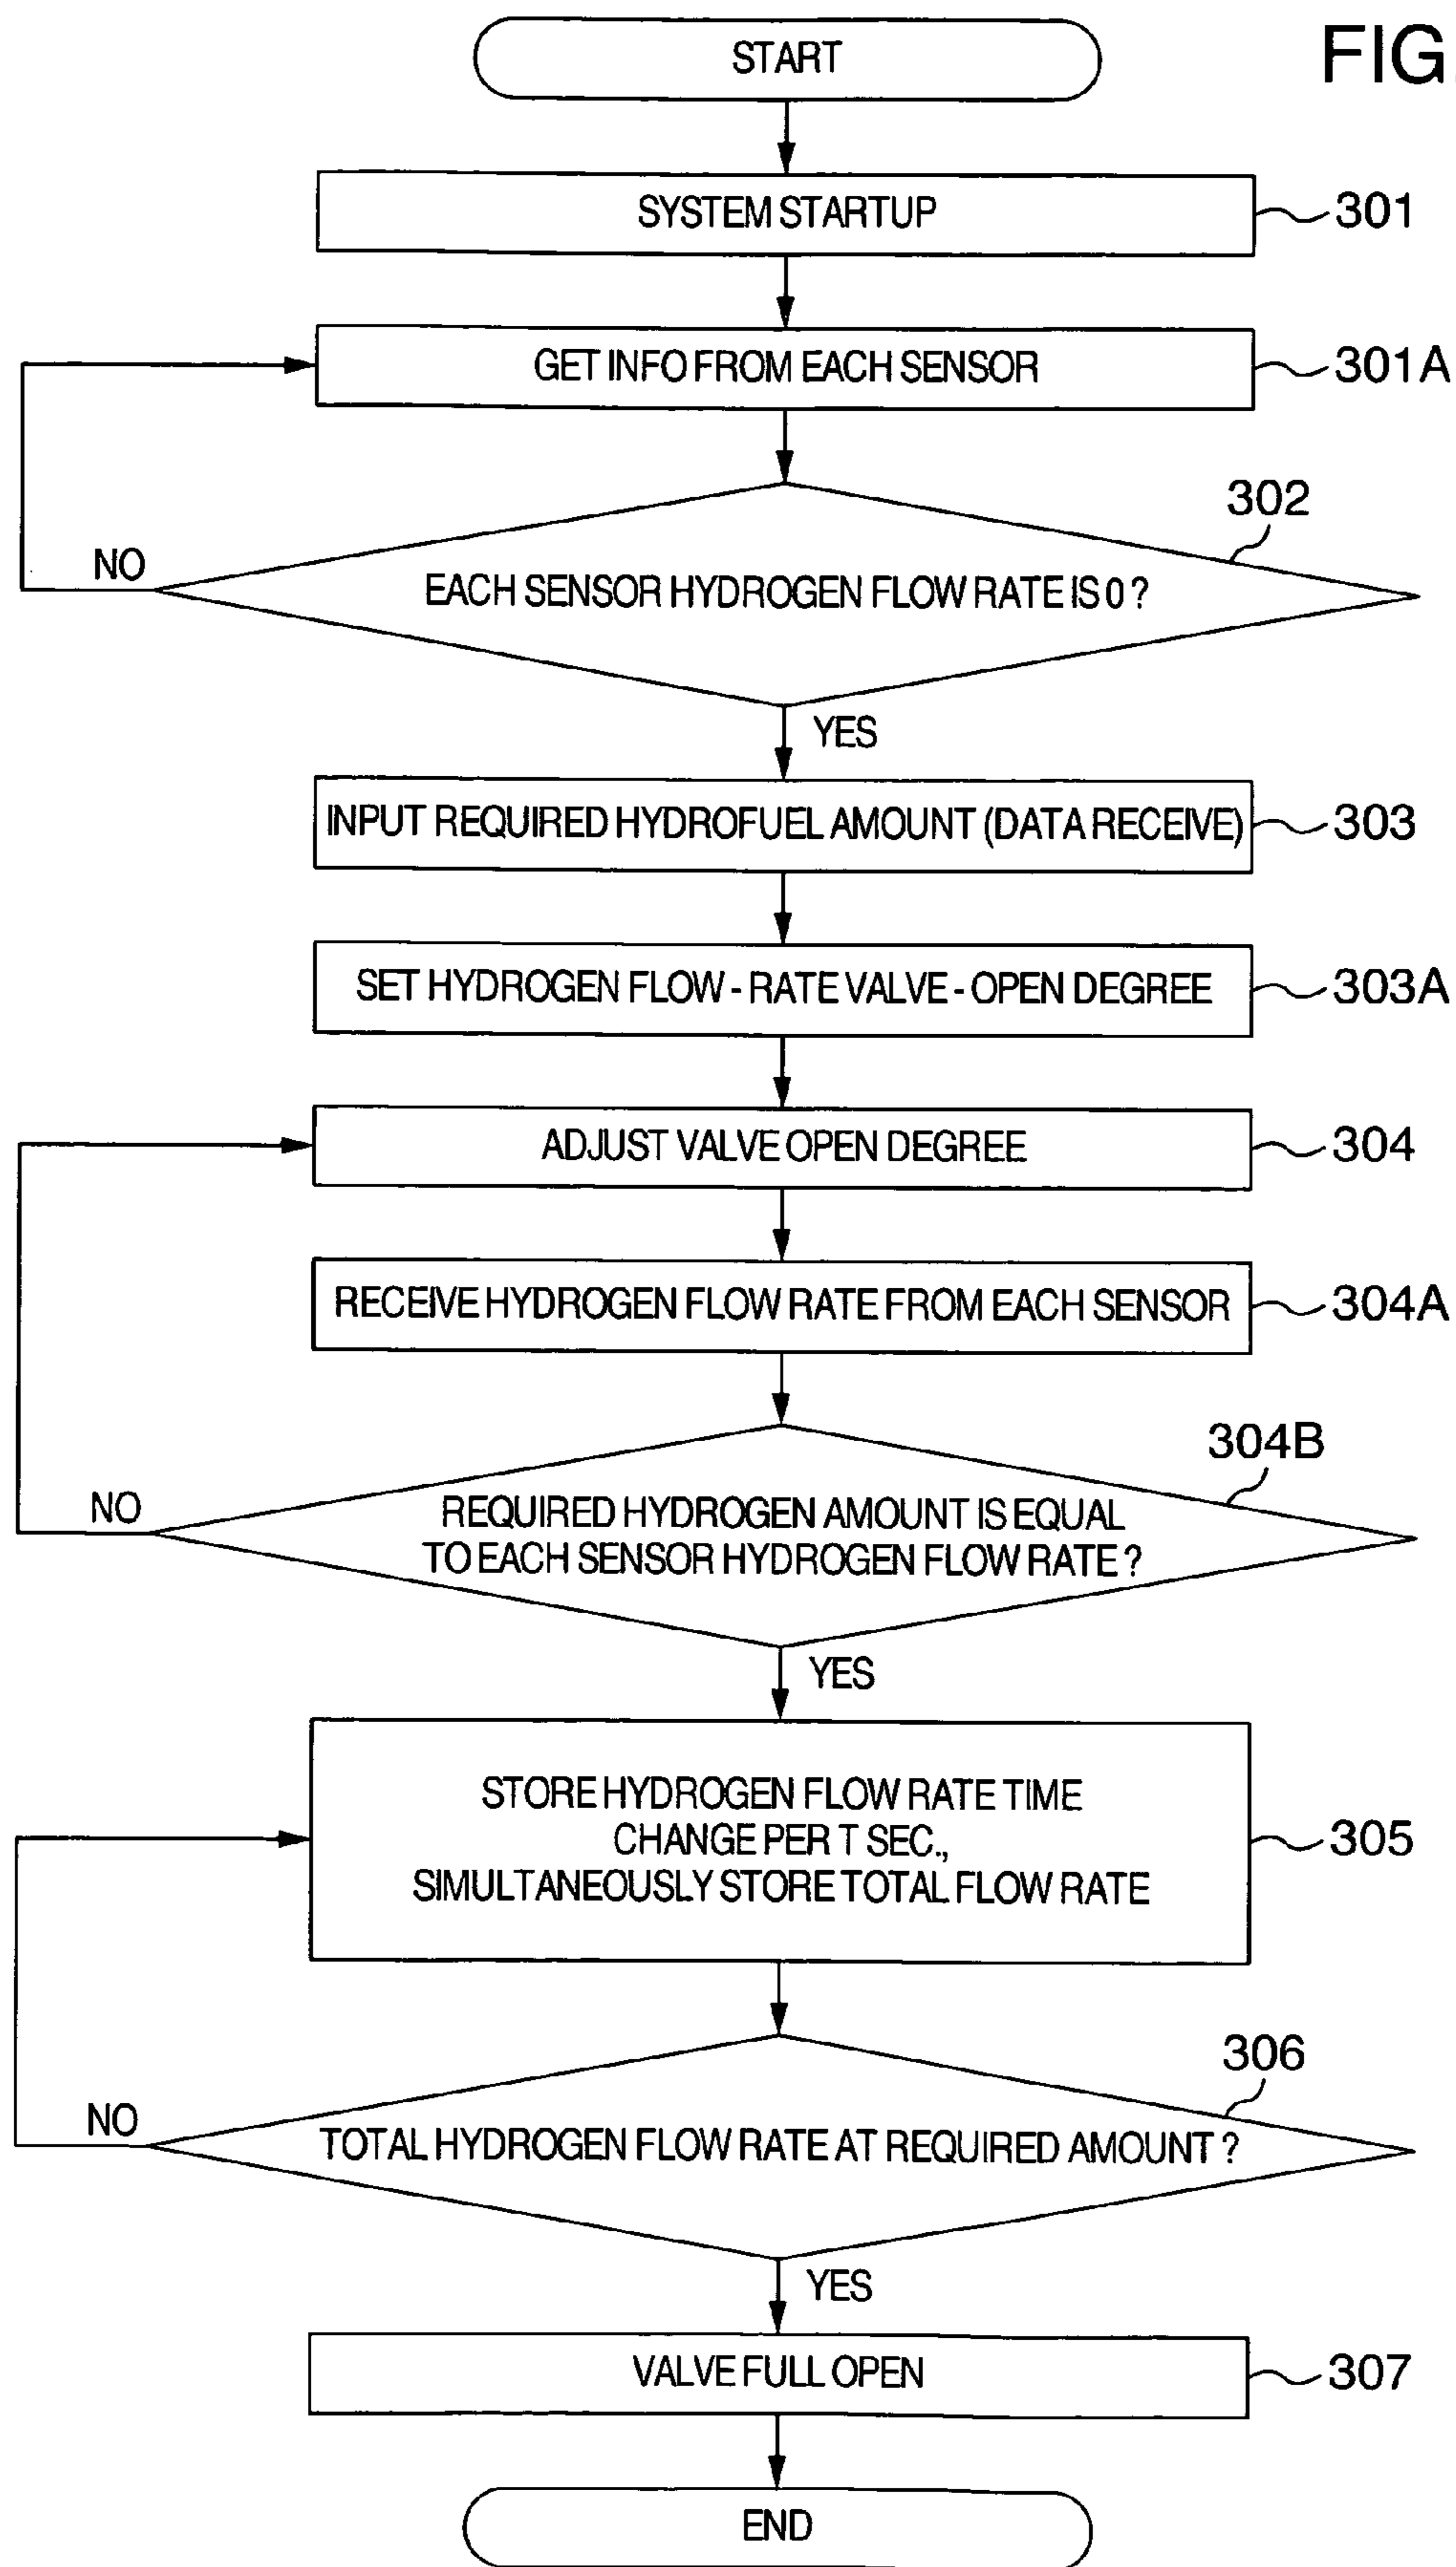 FIG.
START
SYSTEM STARTUP
301
GET INFO FROM EACH SENSOR
301A
302
EACH SENSOR HYDROGEN FLOW RATE IS 0 ?
NO
YES
INPUT REQUIRED HYDROFUEL AMOUNT (DATA RECEIVE)
303
SET HYDROGEN FLOW - RATE VALVE - OPEN DEGREE
303A
ADJUST VALVE OPEN DEGREE
304
RECEIVE HYDROGEN FLOW RATE FROM EACH SENSOR
304A
304B
REQUIRED HYDROGEN AMOUNT IS EQUAL
TO EACH SENSOR HYDROGEN FLOW RATE ?
NO
YES
STORE HYDROGEN FLOW RATE TIME
CHANGE PER T SEC.,
SIMULTANEOUSLY STORE TOTAL FLOW RATE
305
306
TOTAL HYDROGEN FLOW RATE AT REQUIRED AMOUNT ?
NO
YES
VALVE FULL OPEN
307
END